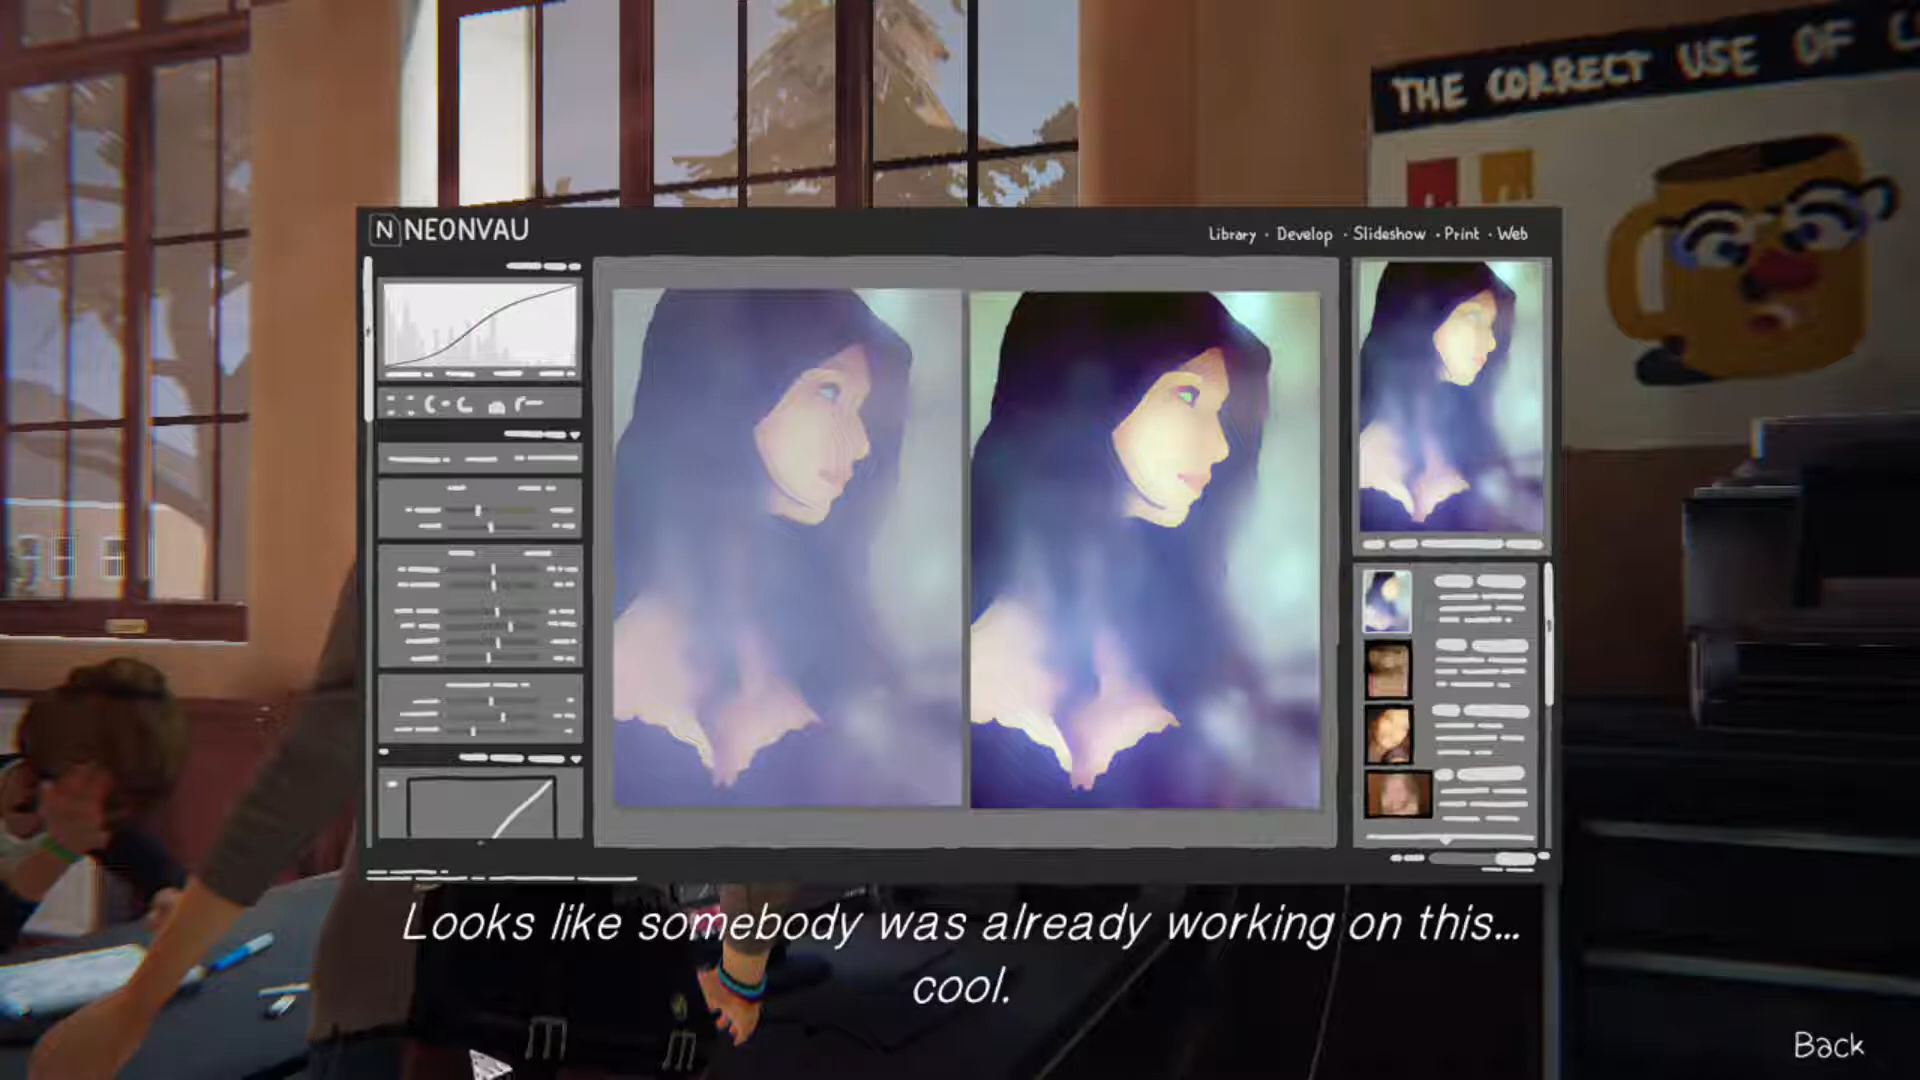 THE CORRECT USE OF
N NEONVAU
Library · Develop · Slideshow · Print · Web
Looks like somebody was already working on this...
cool.
Back